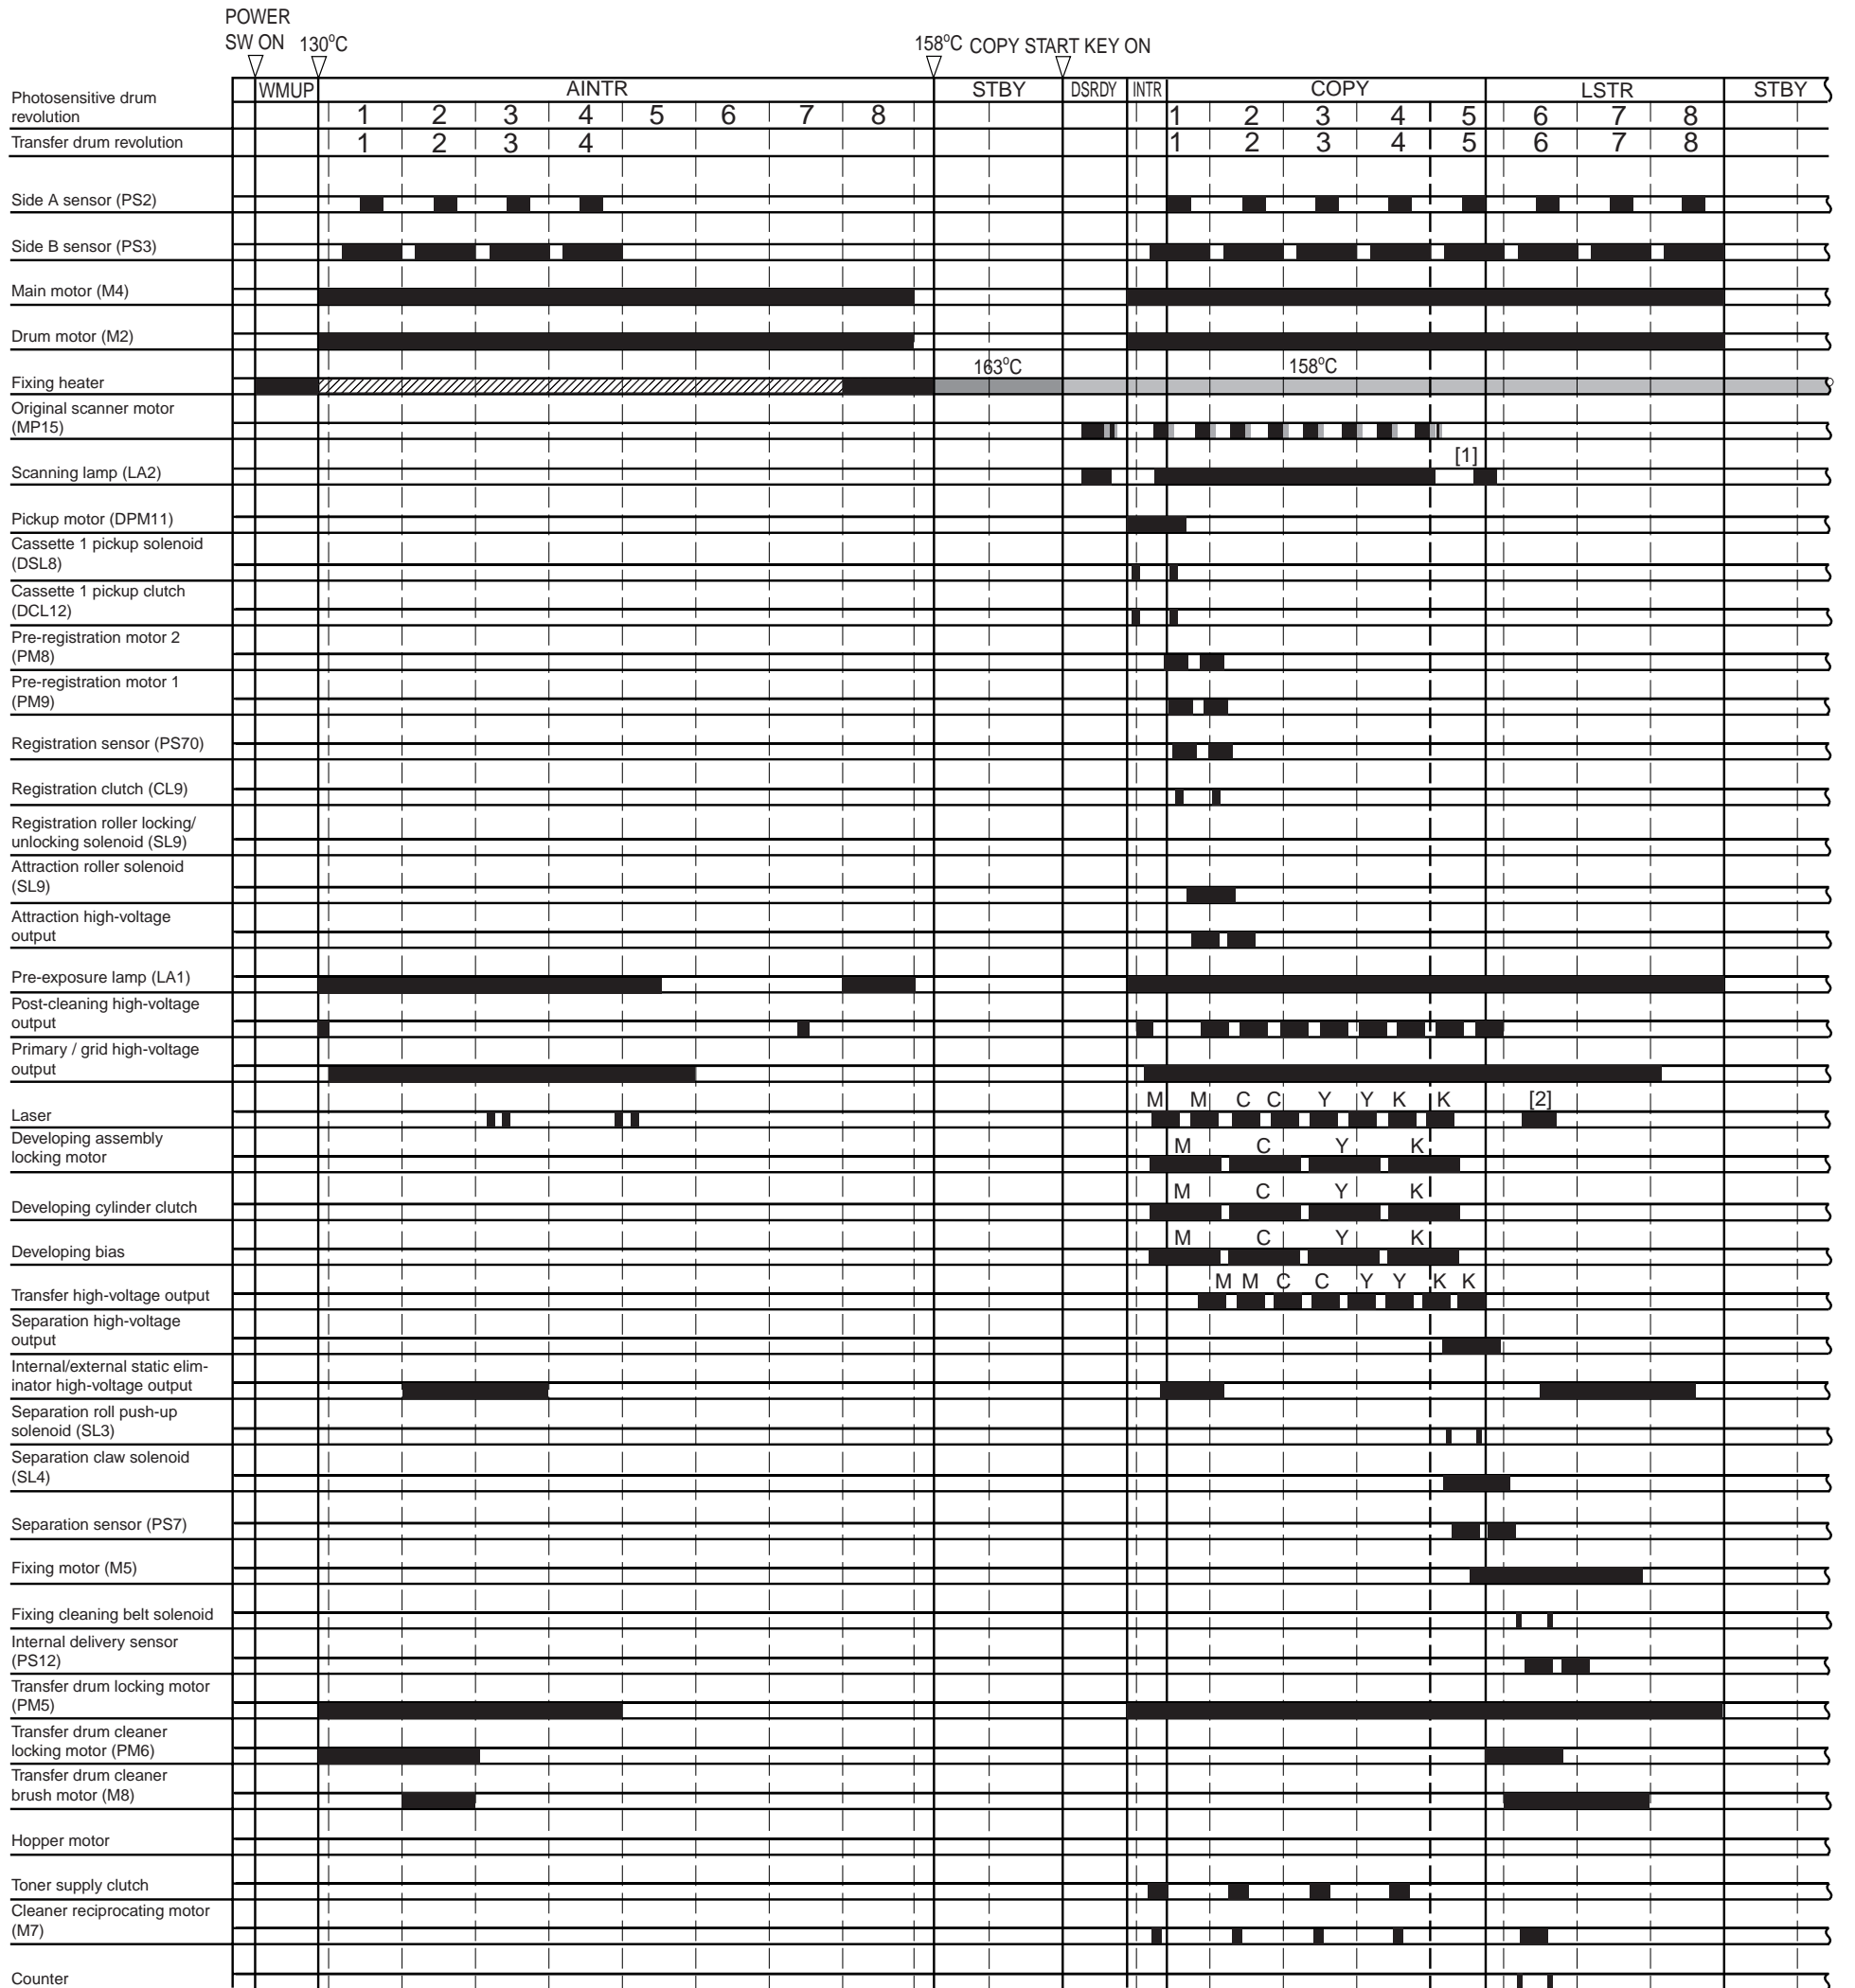 POWER
SW ON 130°C 158°C COPY START KEY ON
WMUP AINTR STBY DSRDY INTR COPY LSTR STBY
Photosensitive drum
revolution
1 2 3 4 5 6 7 8 1 2 3 4 5 6 7 8
Transfer drum revolution 1 2 3 4 1 2 3 4 5 6 7 8
Side A sensor (PS2)
Side B sensor (PS3)
Main motor (M4)
Drum motor (M2)
163°C 158°C
Fixing heater
Original scanner motor
(MP15)
[1]
Scanning lamp (LA2)
Pickup motor (DPM11)
Cassette 1 pickup solenoid
(DSL8)
Cassette 1 pickup clutch
(DCL12)
Pre-registration motor 2
(PM8)
Pre-registration motor 1
(PM9)
Registration sensor (PS70)
Registration clutch (CL9)
Registration roller locking/
unlocking solenoid (SL9)
Attraction roller solenoid
(SL9)
Attraction high-voltage
output
Pre-exposure lamp (LA1)
Post-cleaning high-voltage
output
Primary / grid high-voltage
output
M M C C Y Y K K [2]
Laser
Developing assembly
locking motor
M C Y K
M C Y K
Developing cylinder clutch
M C Y K
Developing bias
M M C C Y Y K K
Transfer high-voltage output
Separation high-voltage
output
Internal/external static elim-
inator high-voltage output
Separation roll push-up
solenoid (SL3)
Separation claw solenoid
(SL4)
Separation sensor (PS7)
Fixing motor (M5)
Fixing cleaning belt solenoid
Internal delivery sensor
(PS12)
Transfer drum locking motor
(PM5)
Transfer drum cleaner
locking motor (PM6)
Transfer drum cleaner
brush motor (M8)
Hopper motor
Toner supply clutch
Cleaner reciprocating motor
(M7)
Counter